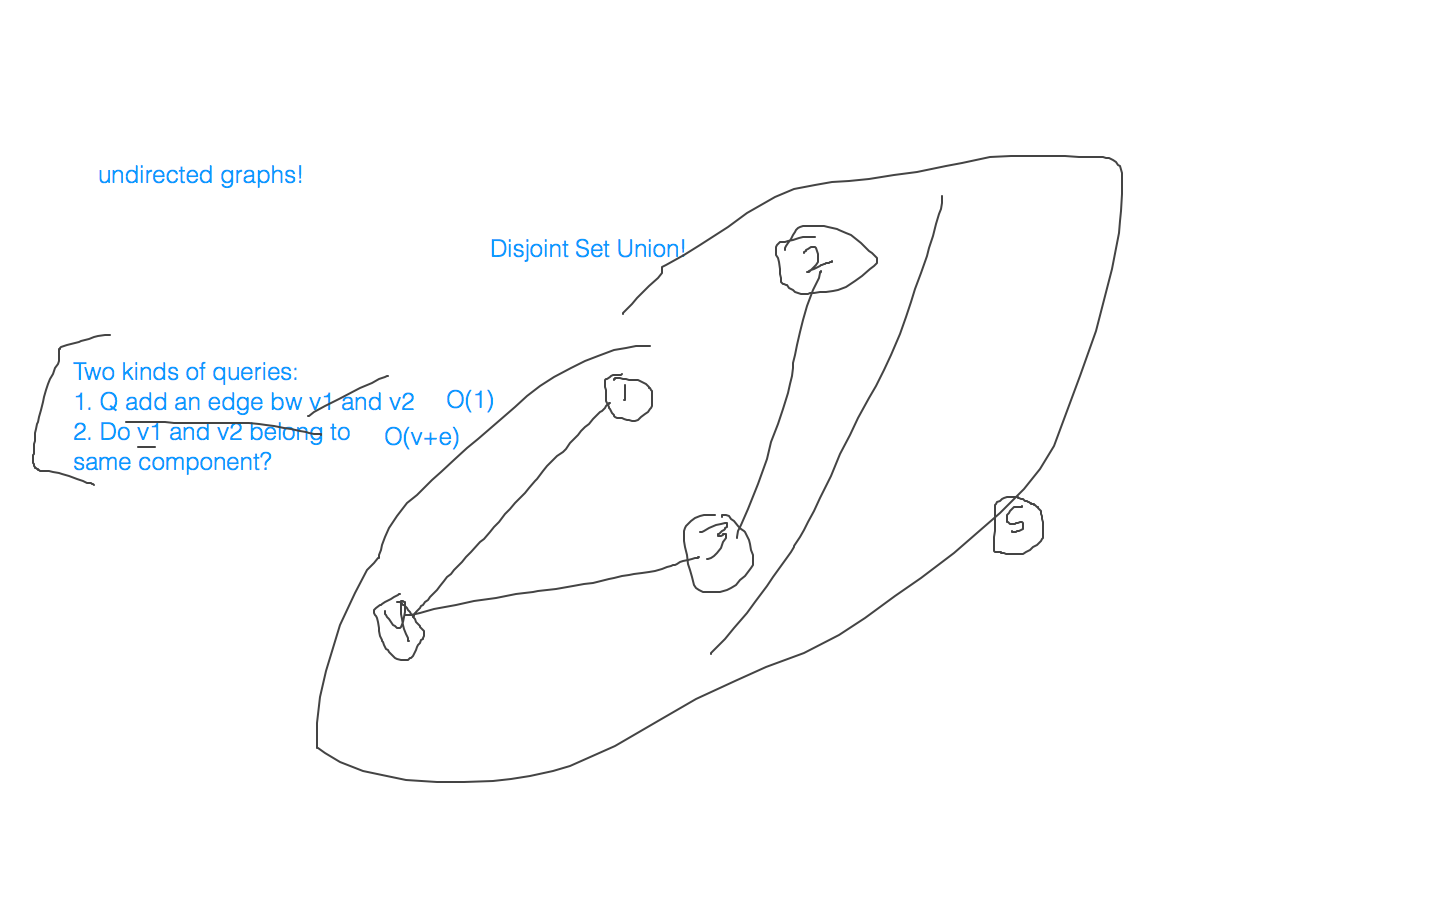 undirected graphs!
Disjoint Set Union!
Two kinds of queries:
1. Q add an edge bw v1 and v2 O(1)
2. Do v1 and v2 belong to O(v+e)
same component?
2
1
3
4
5